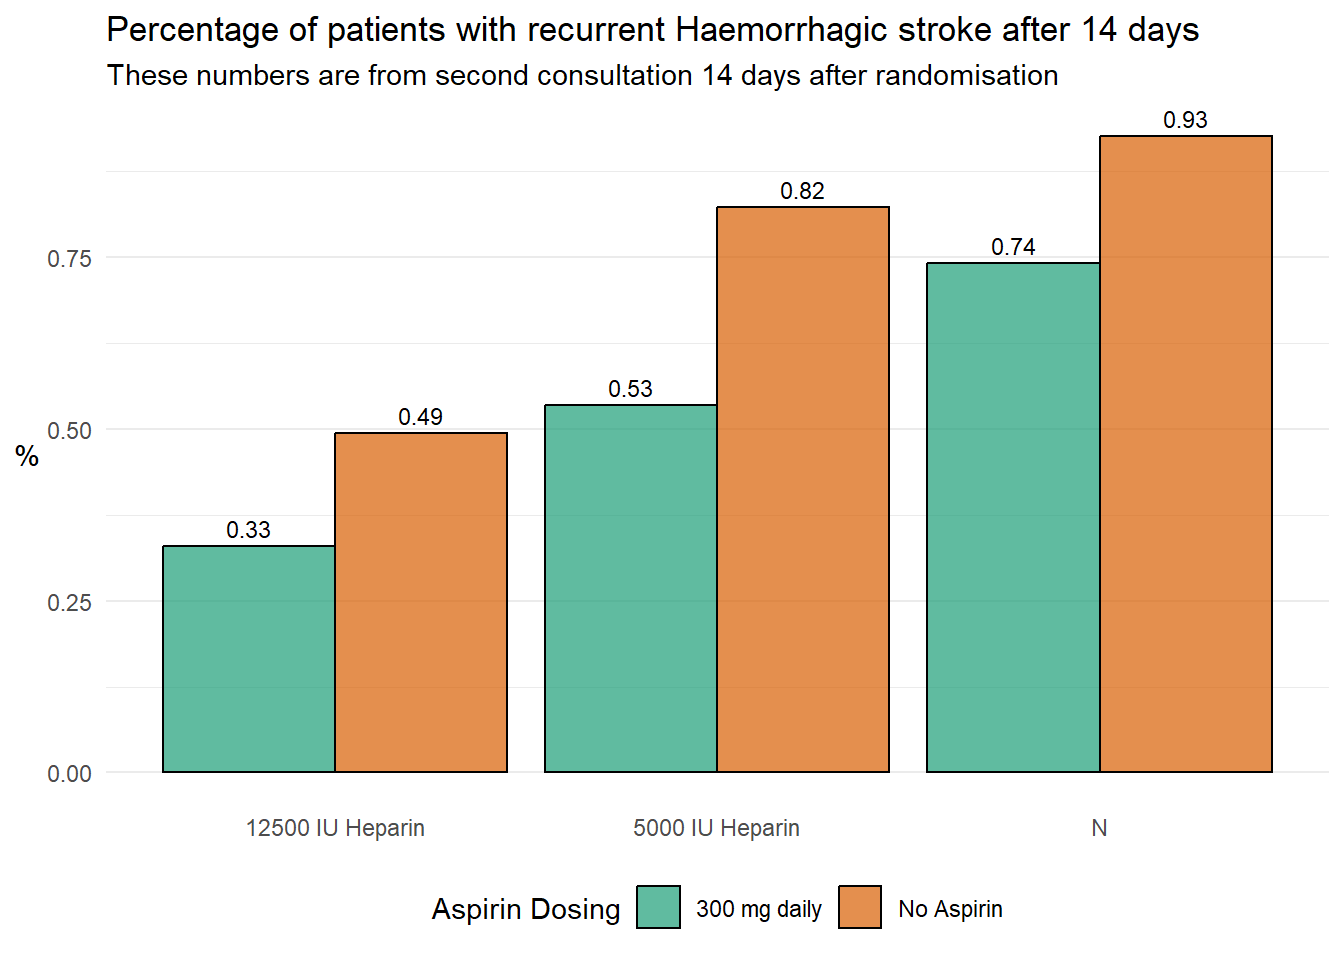 Percentage of patients with recurrent Haemorrhagic stroke after 14 days
These numbers are from second consultation 14 days after randomisation
0.93
0.82
0.74
0.53
0.49
0.33
0.75
0.50
%
0.25
0.00
12500 IU Heparin 5000 IU Heparin N
Aspirin Dosing 300 mg daily No Aspirin